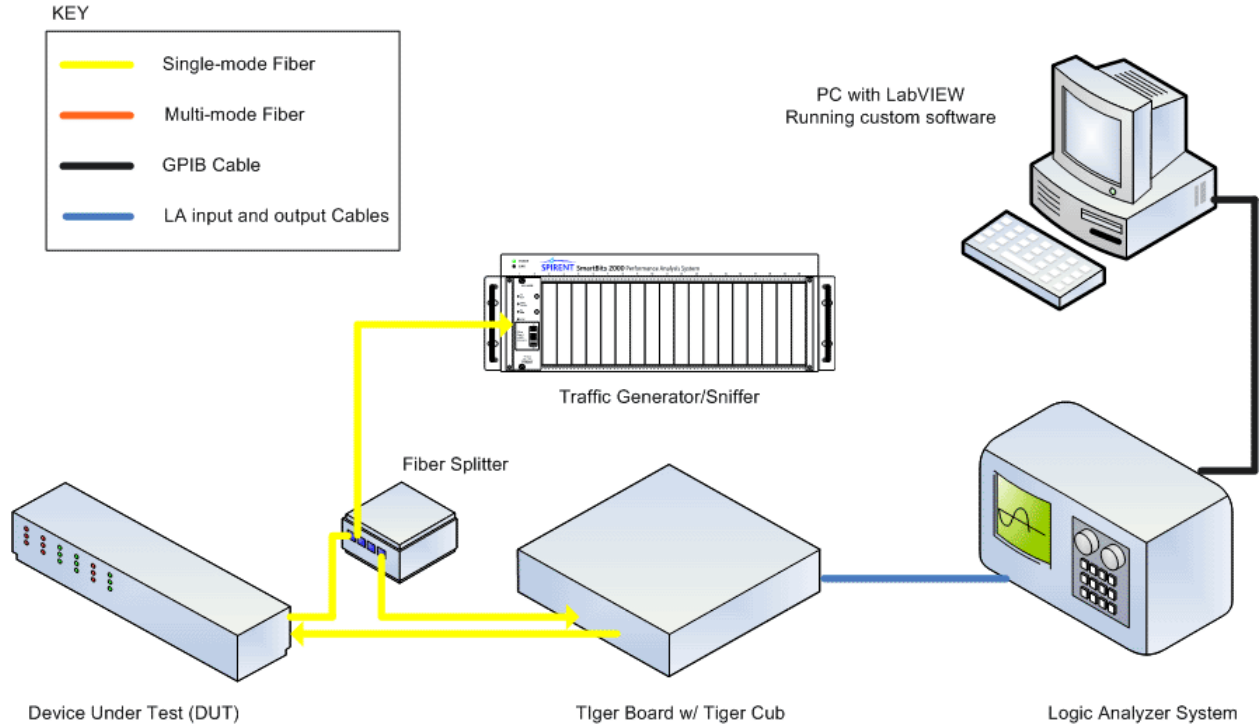 KEY
Single-mode Fiber
Multi-mode Fiber
GPIB Cable
LA input and output Cables
PC with LabVIEW
Running custom software
SPIRENT SmartBits 2000 Performance Analysis System
Traffic Generator/Sniffer
Fiber Splitter
Device Under Test (DUT)
TIger Board w/ Tiger Cub
Logic Analyzer System